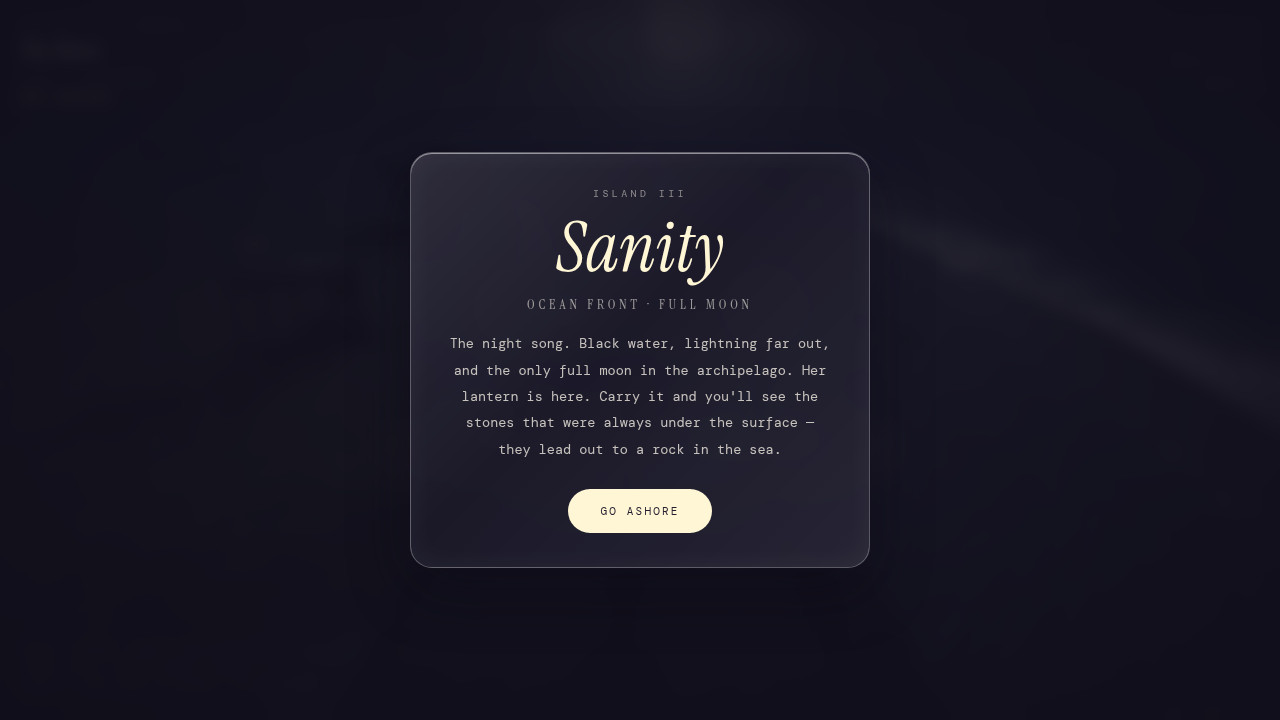 ISLAND III
Sanity
OCEAN FRONT · FULL MOON
The night song. Black water, lightning far out,
and the only full moon in the archipelago. Her
lantern is here. Carry it and you'll see the
stones that were always under the surface —
they lead out to a rock in the sea.
GO ASHORE